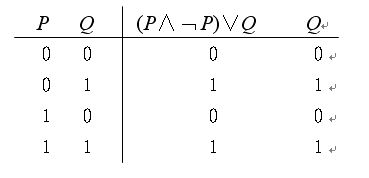 P Q (P∧¬P)∨Q Q↵
0 0 0 0 ↵
0 1 1 1 ↵
1 0 0 0 ↵
1 1 1 1 ↵